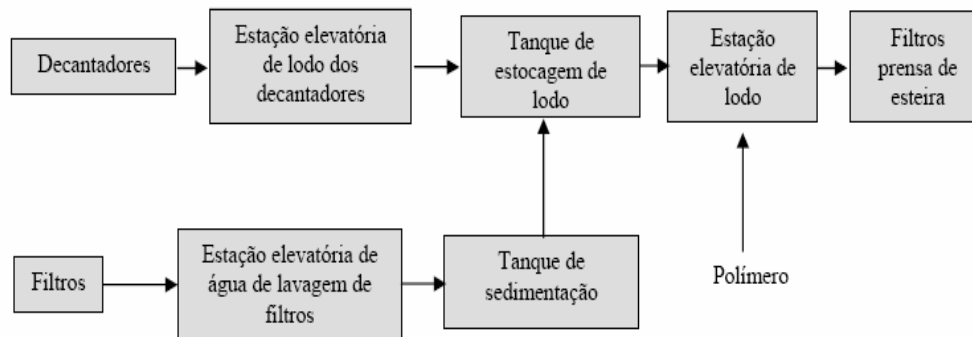 Decantadores
Estação elevatória
de lodo dos
decantadores
Tanque de
estocagem de
lodo
Estação
elevatória de
lodo
Filtros
prensa de
esteira
Filtros
Estação elevatória de
água de lavagem de
filtros
Tanque de
sedimentação
Polímero